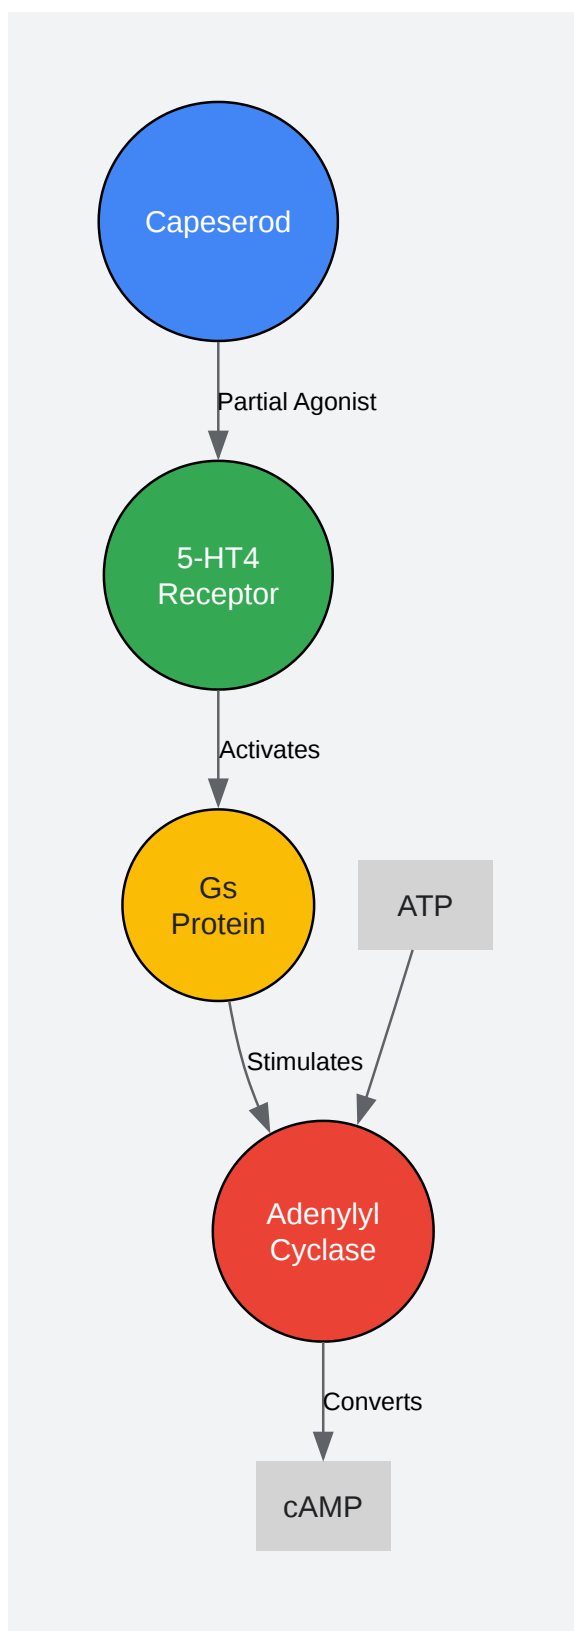 Capeserod
Partial Agonist
5-HT4
Receptor
Activates
Gs
Protein
ATP
Stimulates
Adenylyl
Cyclase
Converts
cAMP